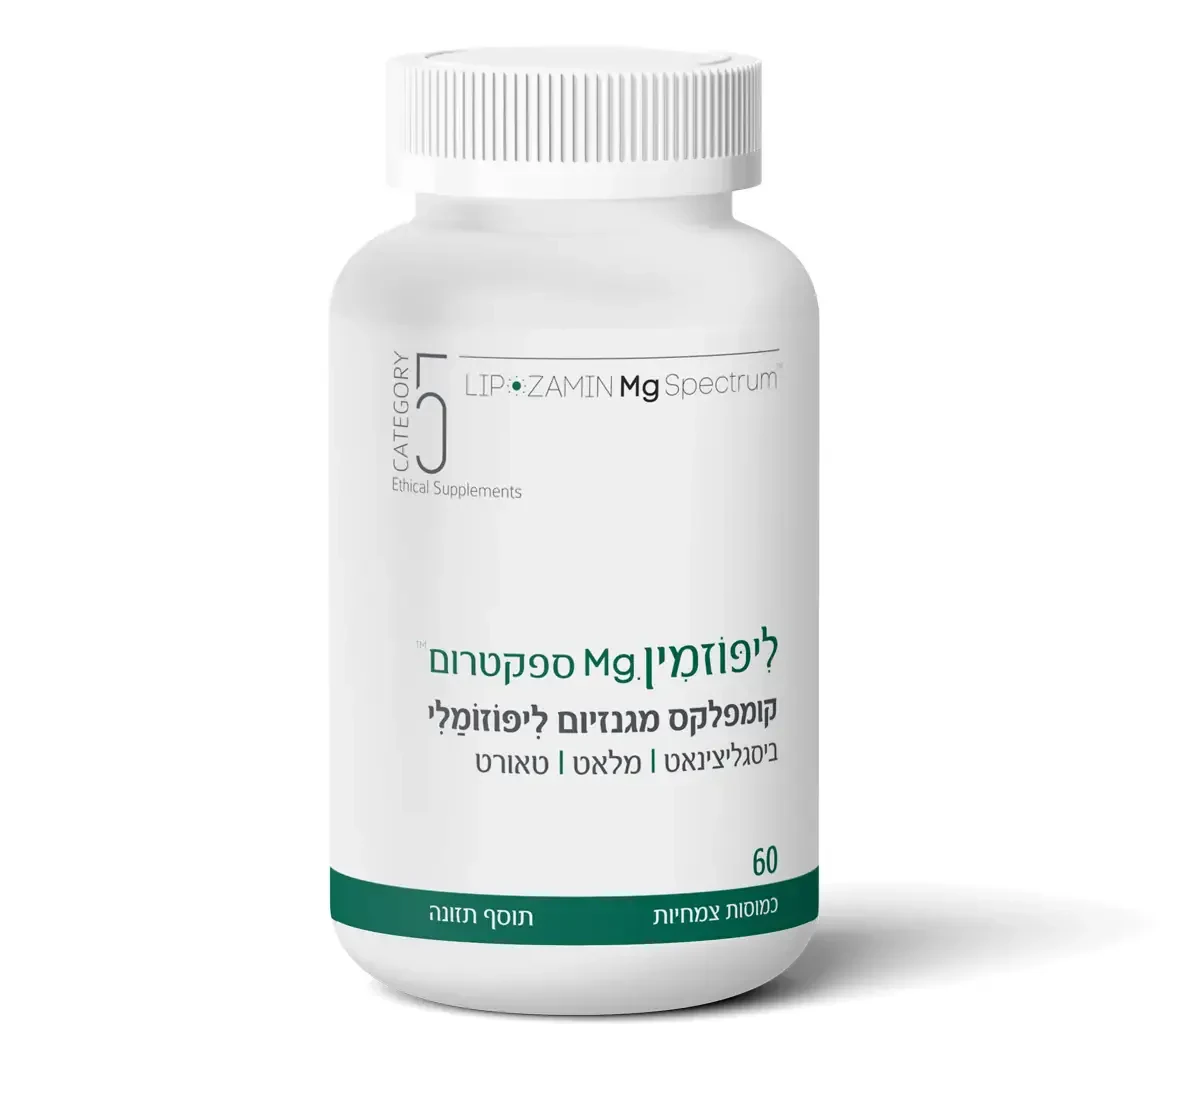 CATEGORY 5
Ethical Supplements
LIPOZAMIN Mg Spectrum™
לִיפּוֹזמִין Mg. ספקטרום™
קומפלקס מגנזיום לִיפּוֹזוֹמַלִי
ביסגליצינאט | מלאט | טאורט
60
כמוסות צמחיות
תוסף תזונה